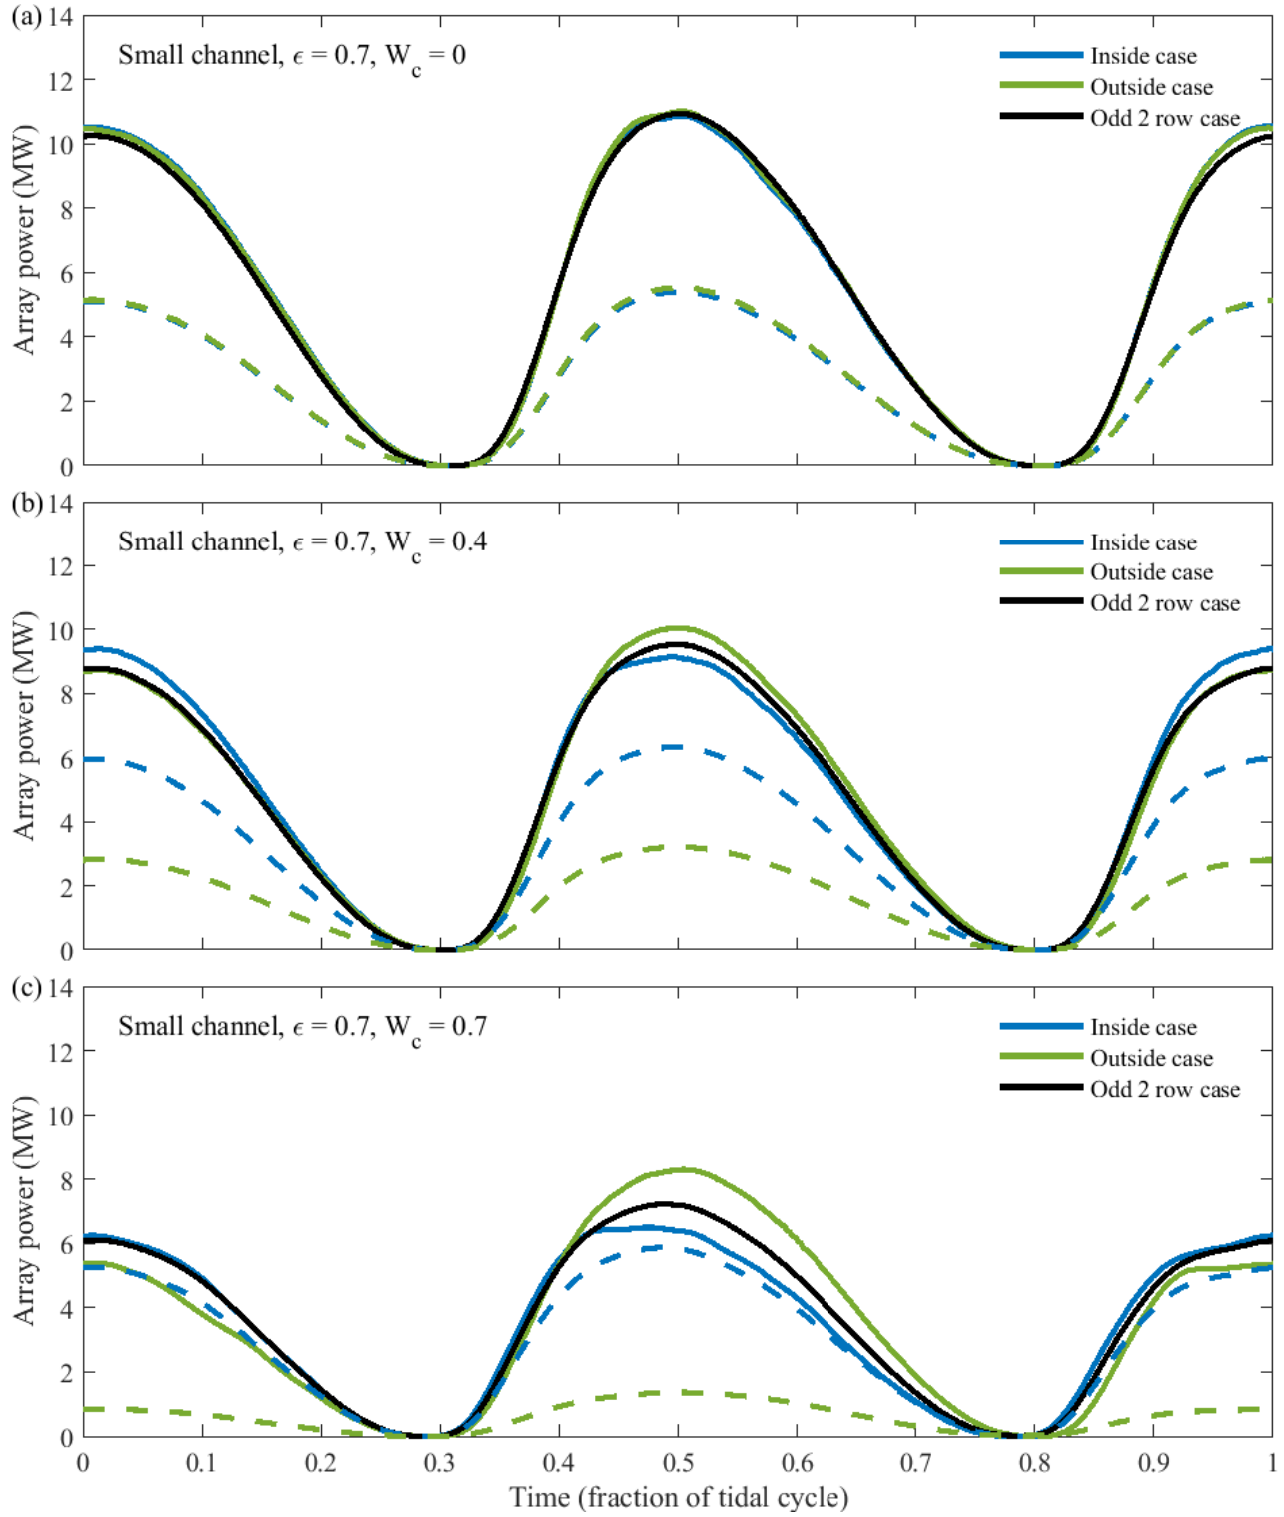 (a)
14
12
10
8
6
4
2
0
Array power (MW)
Small channel, ϵ = 0.7, W_c = 0
Inside case
Outside case
Odd 2 row case
(b)
14
12
10
8
6
4
2
0
Array power (MW)
Small channel, ϵ = 0.7, W_c = 0.4
Inside case
Outside case
Odd 2 row case
(c)
14
12
10
8
6
4
2
0
Array power (MW)
Small channel, ϵ = 0.7, W_c = 0.7
Inside case
Outside case
Odd 2 row case
0 0.1 0.2 0.3 0.4 0.5 0.6 0.7 0.8 0.9 1
Time (fraction of tidal cycle)